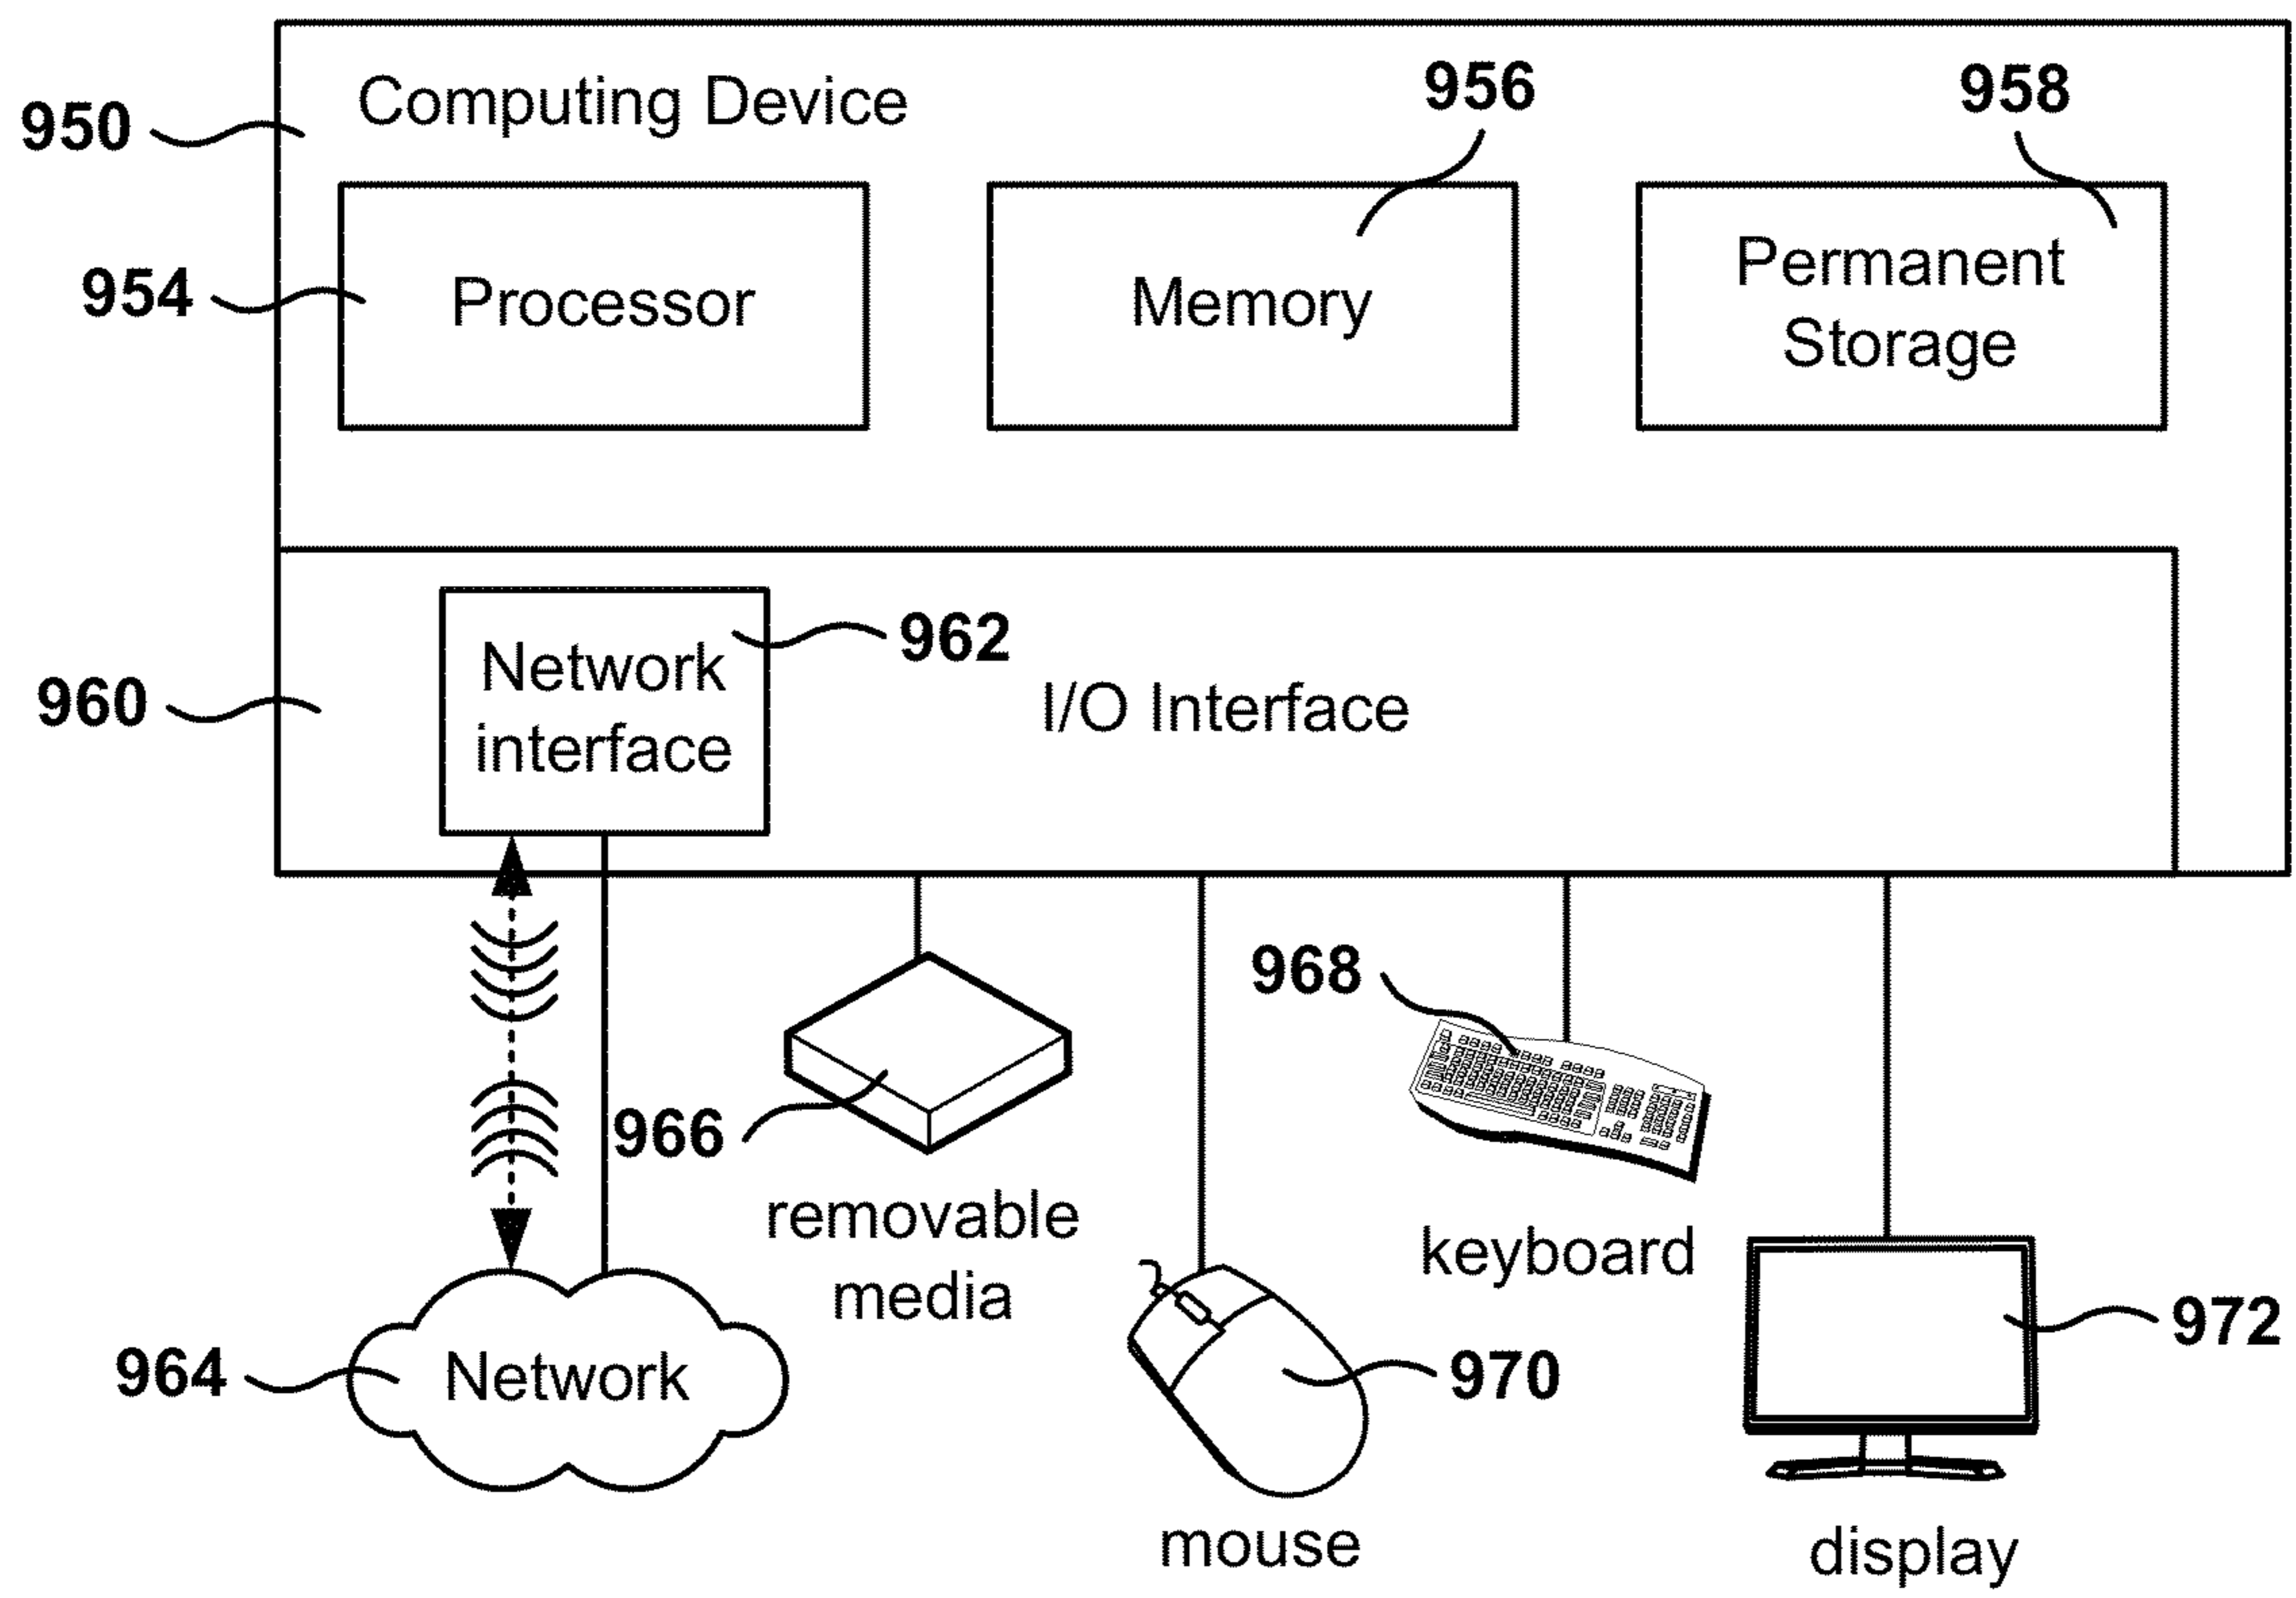 956
958
Computing Device
950
Permanent
Storage
954
Processor
Memory
962
Network
interface
960
I/O Interface
968
966
removable
media
keyboard
972
964
Network
970
mouse
display